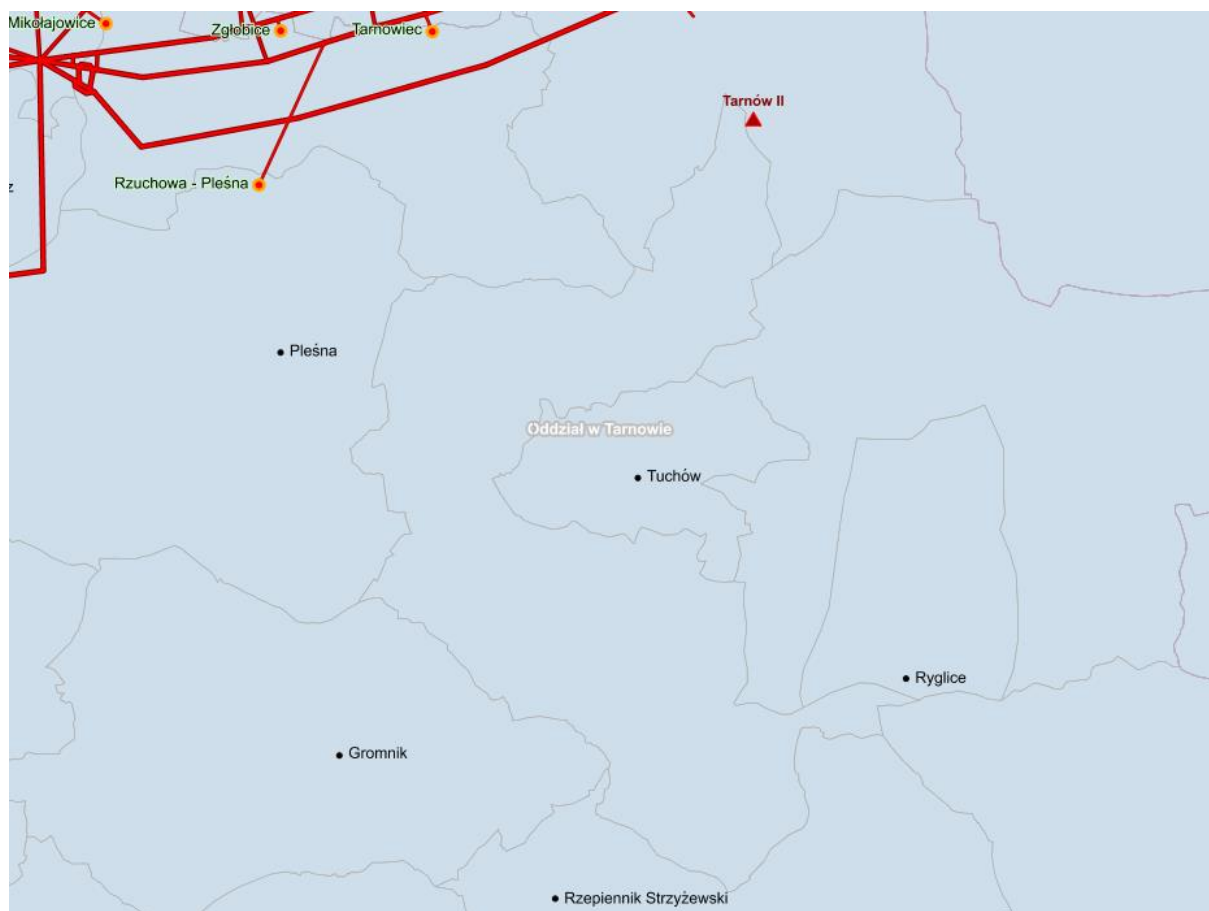 Mikołajowice
Zgłobice
Tarnowiec
Tarnów II
Rzuchowa - Pleśna
z
Pleśna
Oddział w Tarnowie
Tuchów
Ryglice
Gromnik
Rzepiennik Strzyżewski